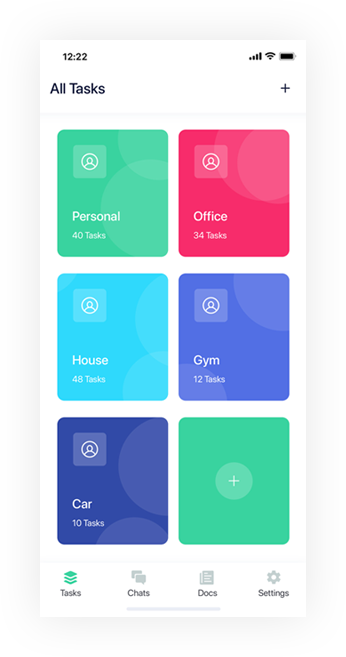 12:22
All Tasks
Personal
40 Tasks
Office
34 Tasks
House
48 Tasks
Gym
12 Tasks
Car
10 Tasks
Tasks
Chats
Docs
Settings